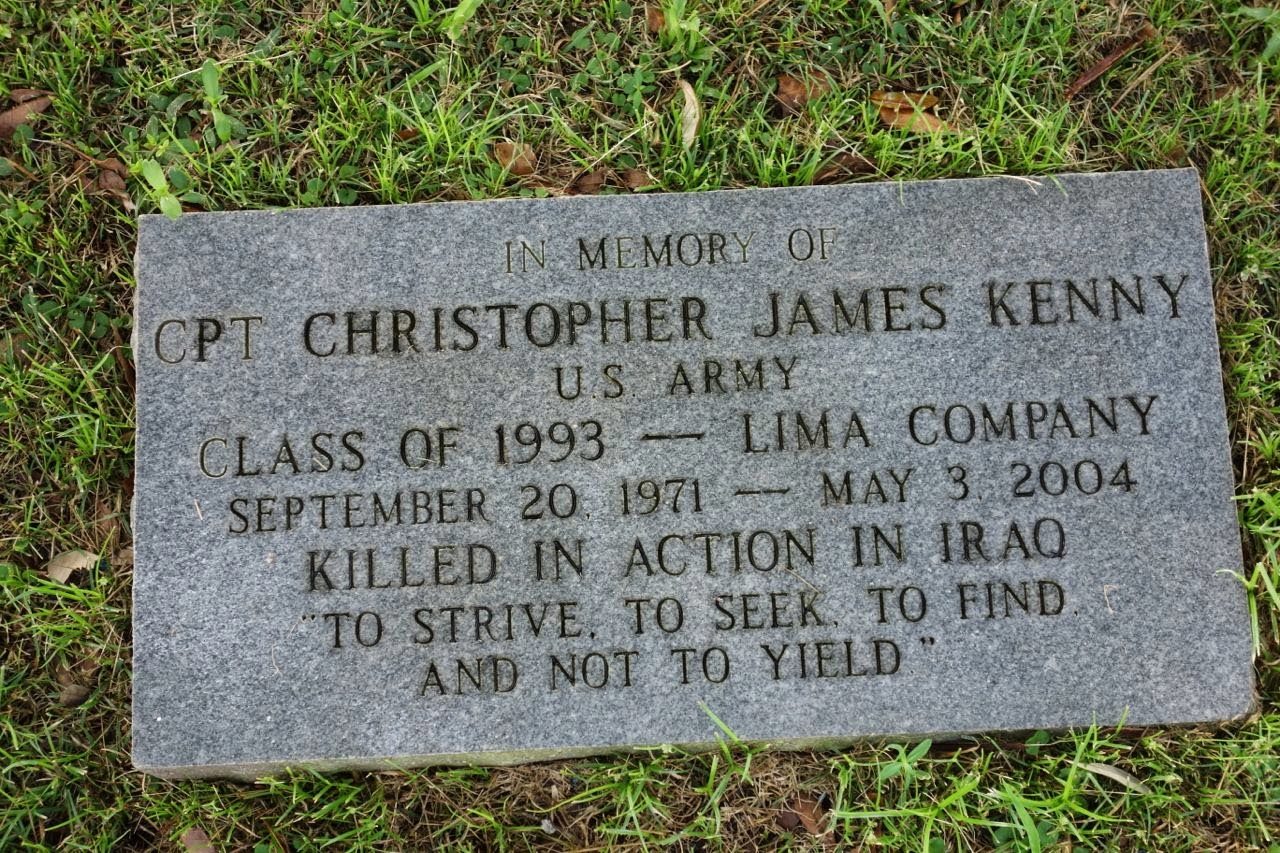 IN MEMORY OF
CPT CHRISTOPHER JAMES KENNY
U.S. ARMY
CLASS OF 1993 — LIMA COMPANY
SEPTEMBER 20, 1971 — MAY 3, 2004
KILLED IN ACTION IN IRAQ
"TO STRIVE, TO SEEK, TO FIND,
AND NOT TO YIELD."